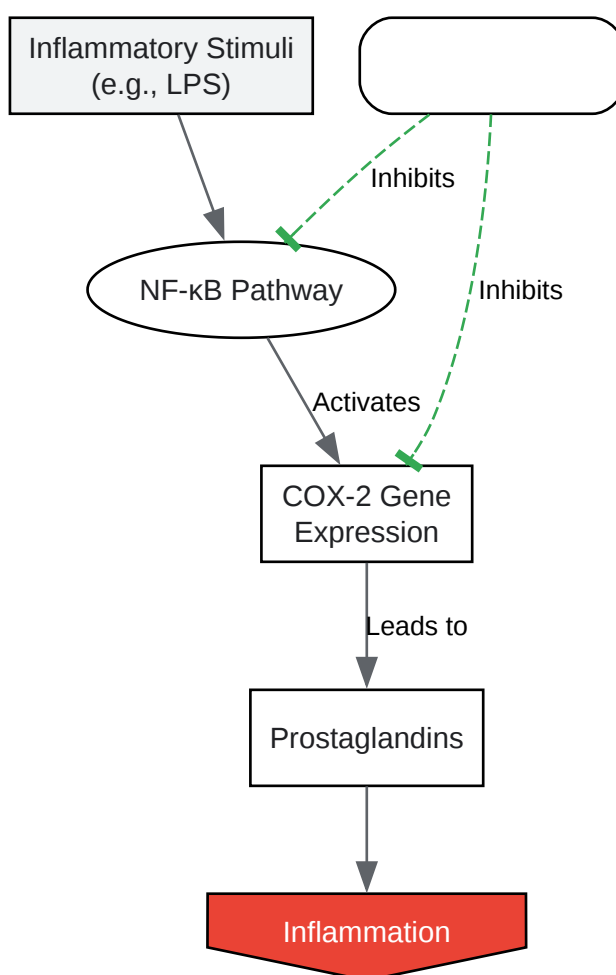 Inflammatory Stimuli
(e.g., LPS)
Inhibits
NF-κB Pathway
Inhibits
Activates
COX-2 Gene
Expression
Leads to
Prostaglandins
Inflammation